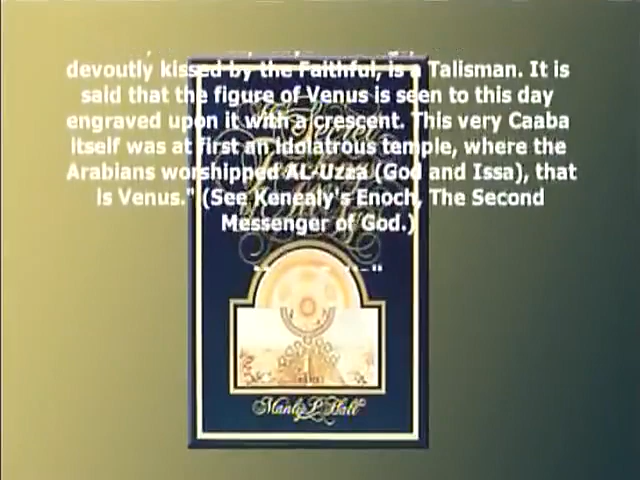 devoutly kissed by the Faithful, is a Talisman. It is
said that the figure of Venus is seen to this day
engraved upon it with a crescent. This very Caaba
itself was at first an idolatrous temple, where the
Arabians worshipped AL-Uzza (God and Issa), that
is Venus." (See Kenealy's Enoch, The Second
Messenger of God.)
Manly P. Hall